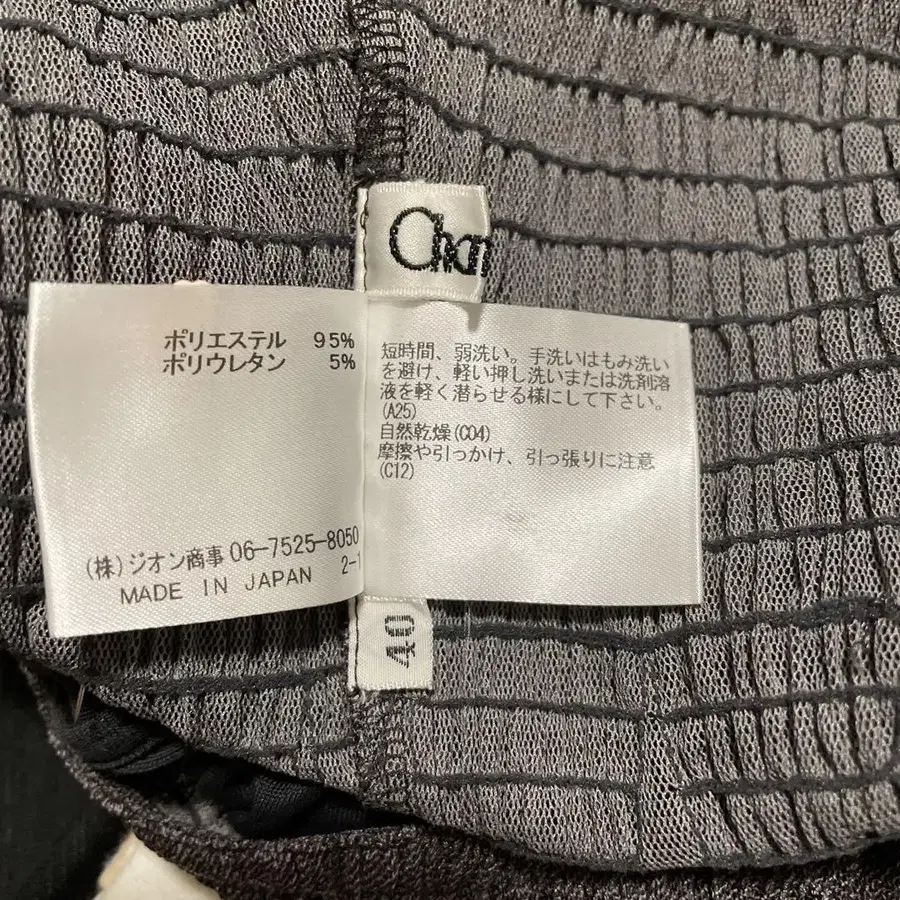 Chan
ポリエステル 95%
ポリウレタン 5%
(株)ジオン商事 06-7525-8050
MADE IN JAPAN 2-1
短時間、弱洗い。手洗いはもみ洗い
を避け、軽い押し洗いまたは洗剤溶
液を軽く潜らせる様にして下さい。
(A25)
自然乾燥(C04)
摩擦や引っかけ、引っ張りに注意
(C12)
40